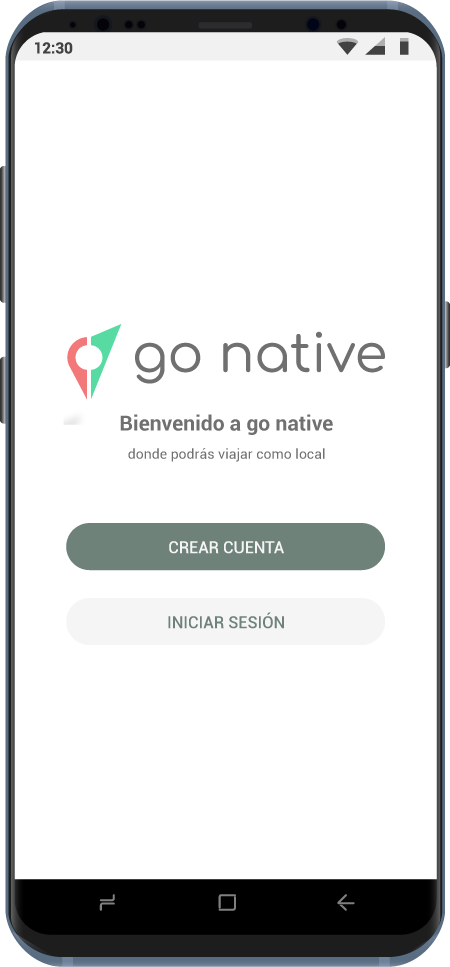 12:30
go native
Bienvenido a go native
donde podrás viajar como local
CREAR CUENTA
INICIAR SESIÓN